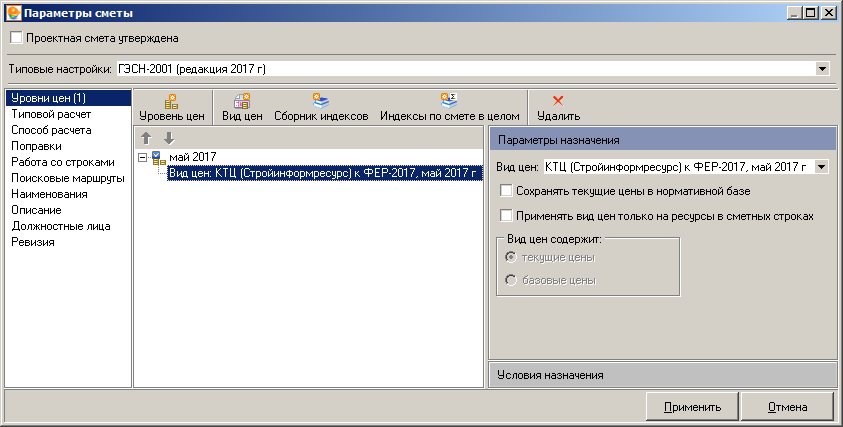 Параметры сметы
Проектная смета утверждена
Типовые настройки: ГЭСН-2001 (редакция 2017 г)
Уровни цен (1)
Типовой расчет
Способ расчета
Поправки
Работа со строками
Поисковые маршруты
Наименования
Описание
Должностные лица
Ревизия
Уровень цен Вид цен Сборник индексов Индексы по смете в целом Удалить
май 2017
Вид цен: КТЦ (Стройинформресурс) к ФЕР-2017, май 2017 г
Параметры назначения
Вид цен: КТЦ (Стройинформресурс) к ФЕР-2017, май 2017 г
Сохранять текущие цены в нормативной базе
Применять вид цен только на ресурсы в сметных строках
Вид цен содержит:
текущие цены
базовые цены
Условия назначения
Применить Отмена